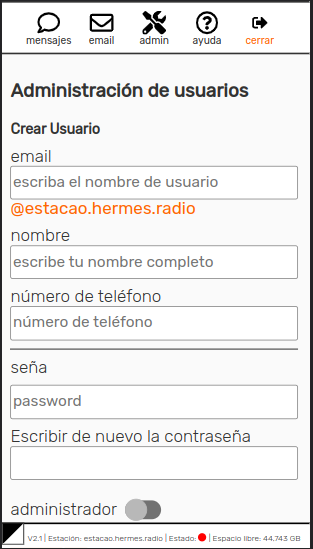 mensajes email admin ayuda cerrar
Administración de usuarios
Crear Usuario
email
escriba el nombre de usuario
@estacao.hermes.radio
nombre
escribe tu nombre completo
número de teléfono
número de teléfono
seña
password
Escribir de nuevo la contraseña
administrador
V2.1 | Estación: estacao.hermes.radio | Estado: | Espacio libre: 44.743 GB